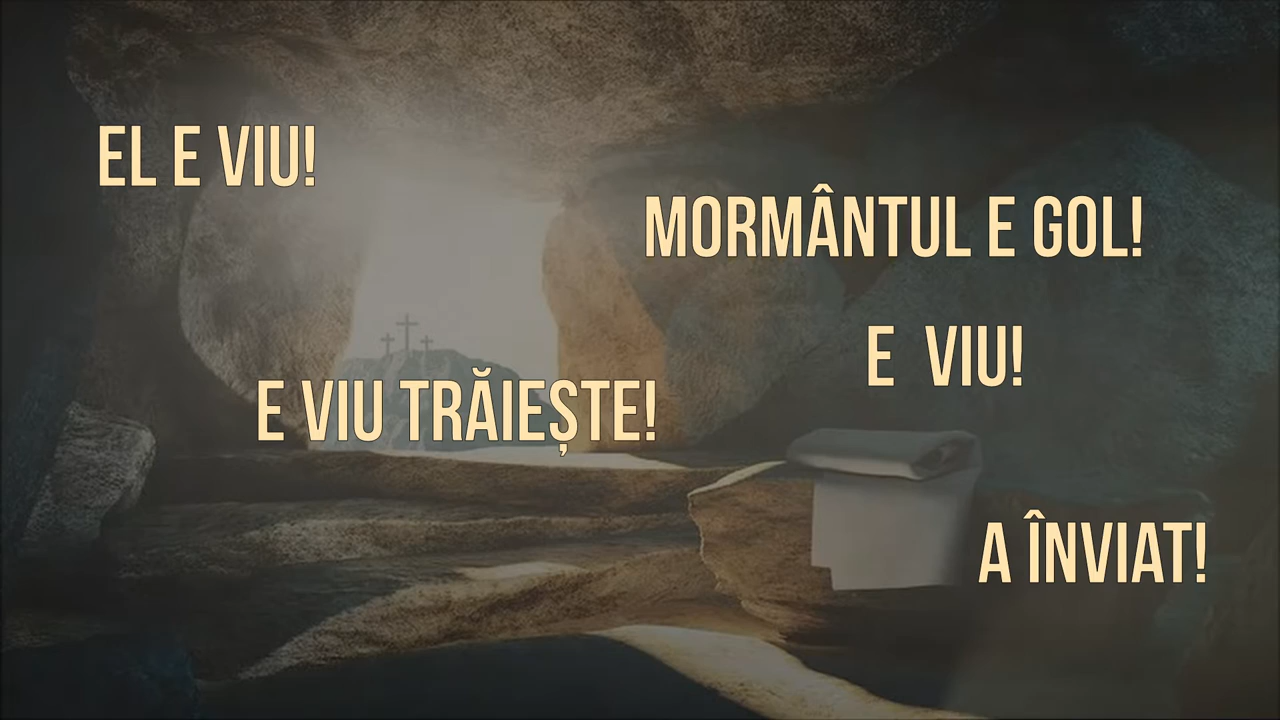 EL E VIU!
MORMÂNTUL E GOL!
E VIU!
E VIU TRĂIEȘTE!
A ÎNVIAT!